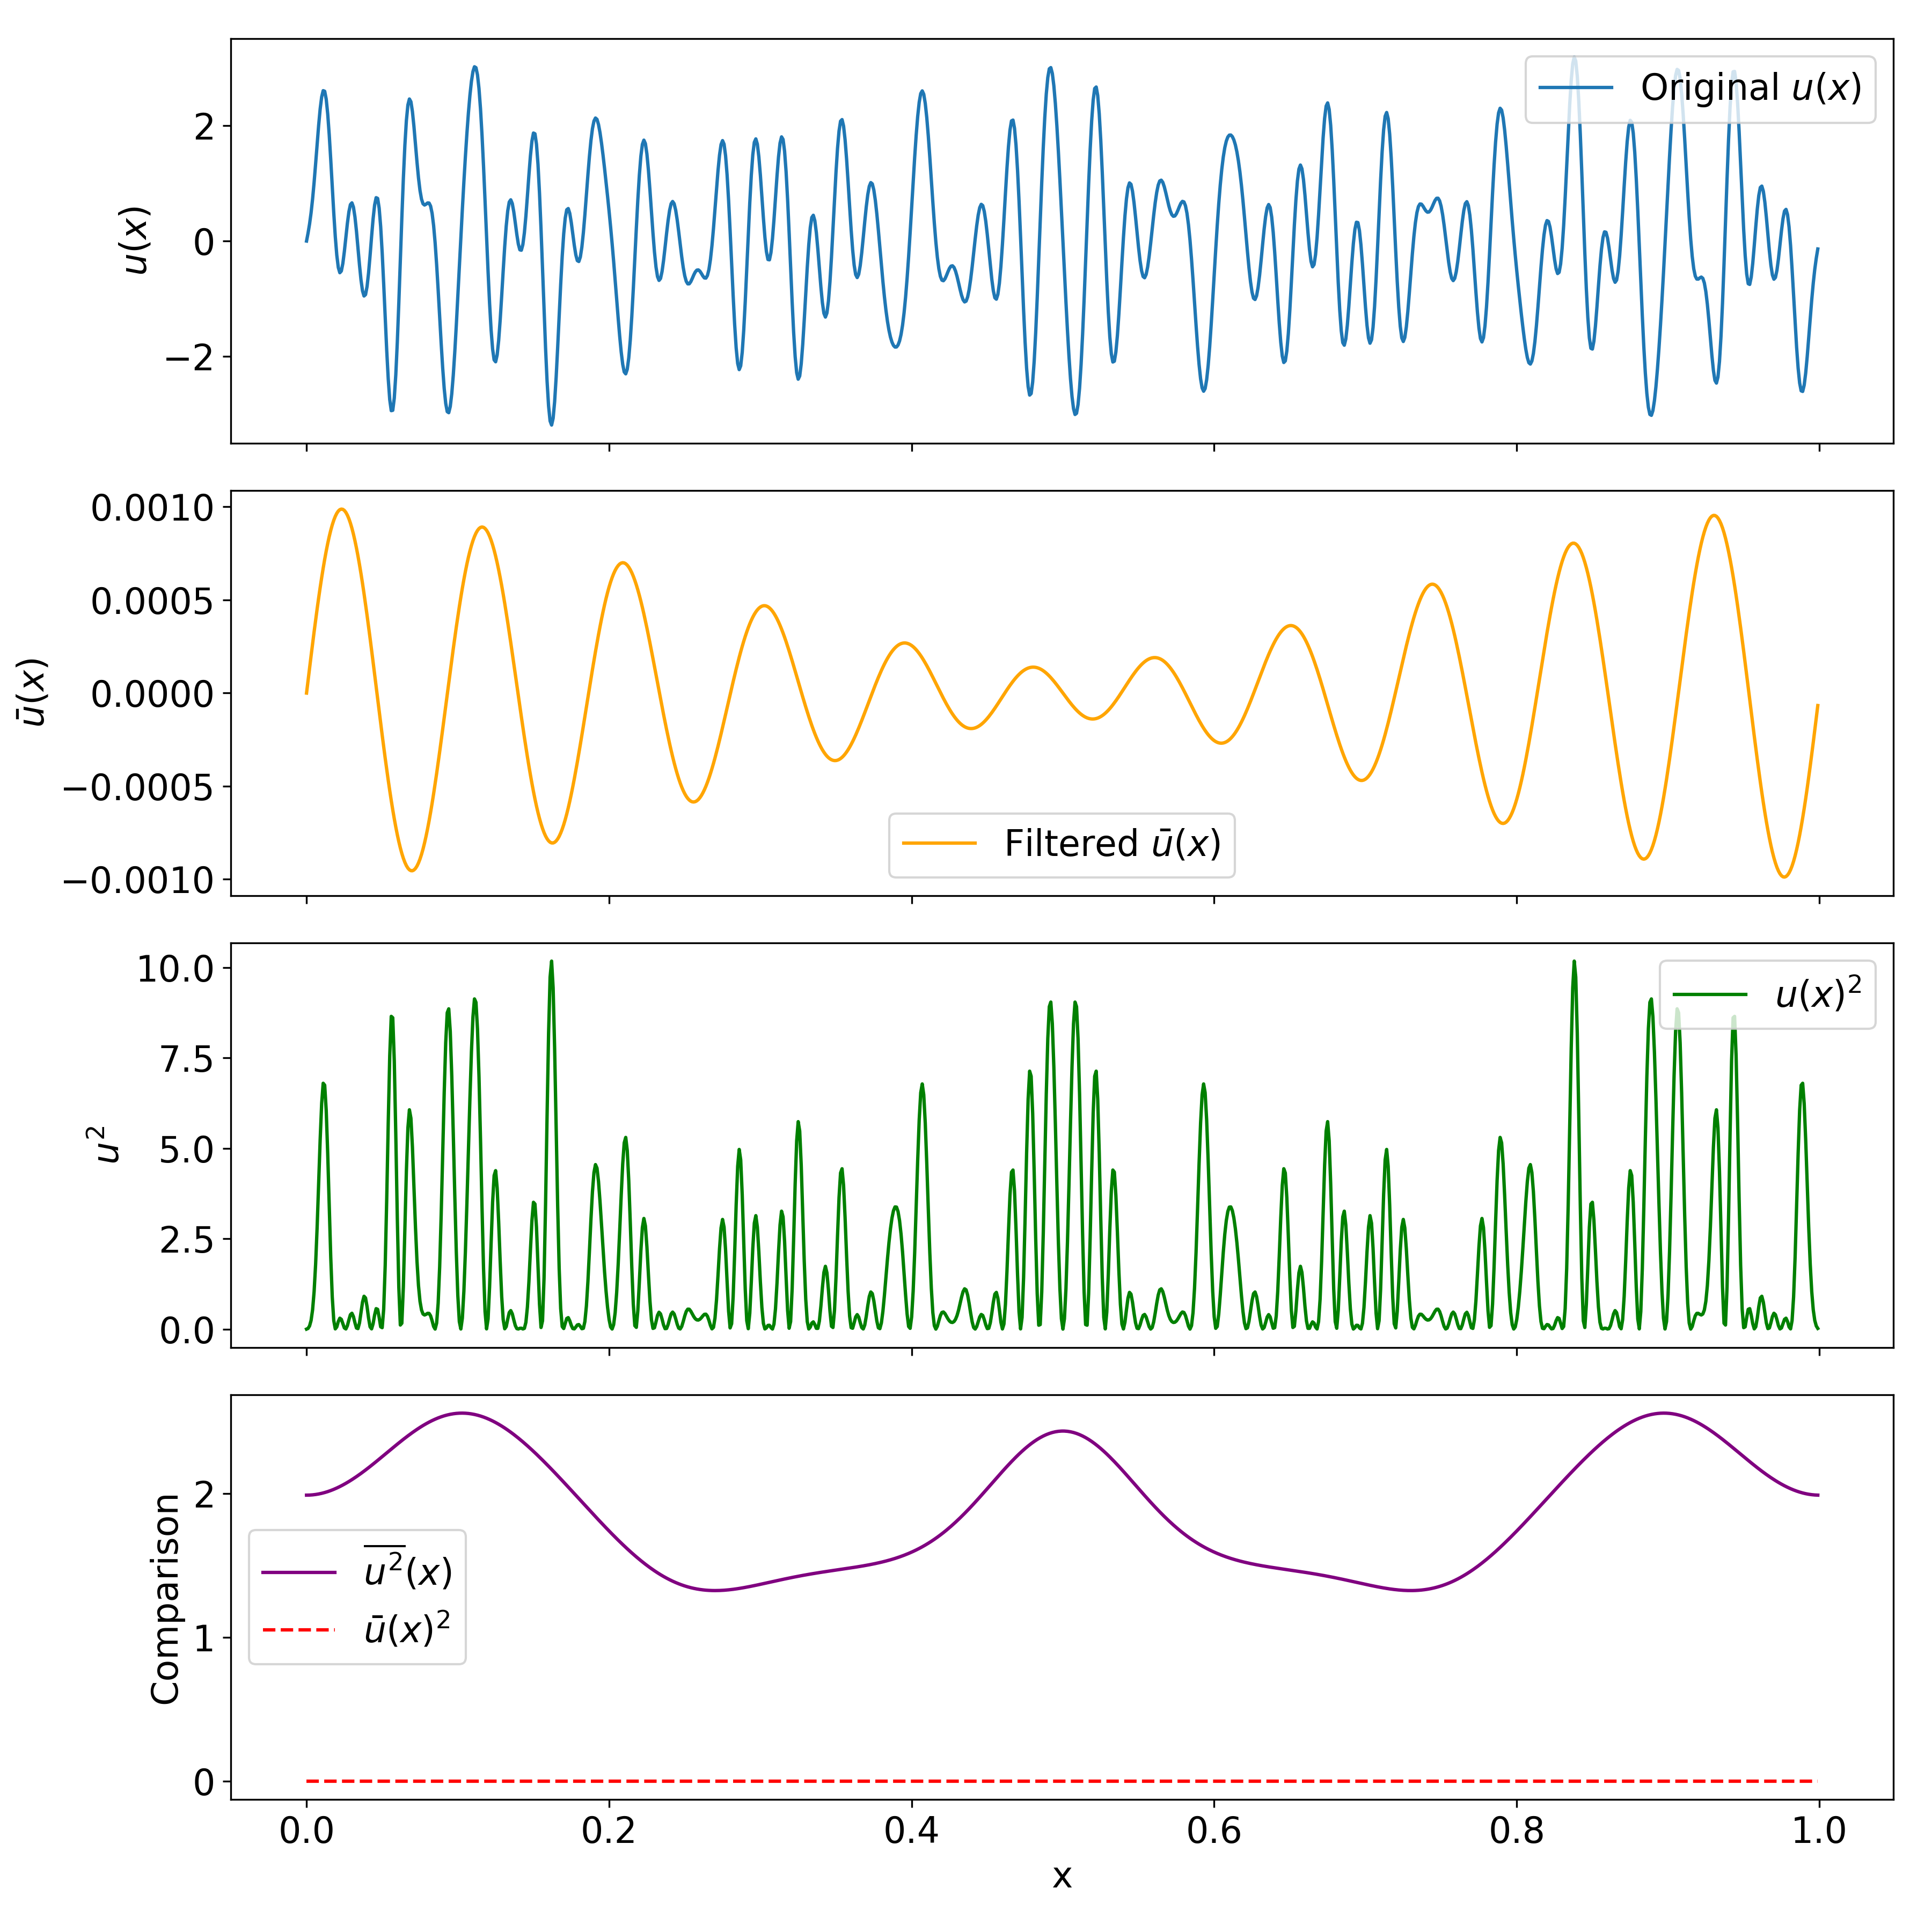 Original u(x)
2
0
−2
u(x)
0.0010
0.0005
0.0000
−0.0005
−0.0010
ū(x)
Filtered ū(x)
10.0
7.5
5.0
2.5
0.0
u²
u(x)²
2
1
0
Comparison
\overline{u²}(x)
ū(x)²
0.0 0.2 0.4 0.6 0.8 1.0
x